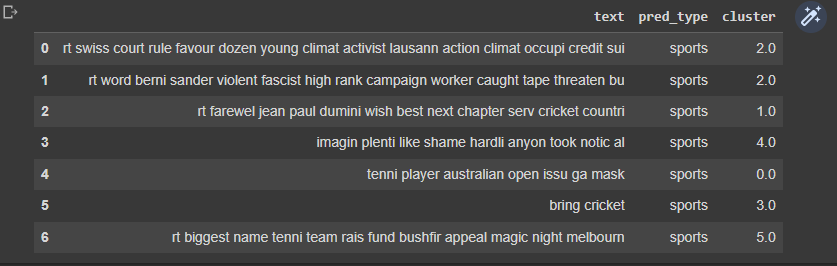 text pred_type cluster
0 rt swiss court rule favour dozen young climat activist lausann action climat occupi credit sui sports 2.0
1 rt word berni sander violent fascist high rank campaign worker caught tape threaten bu sports 2.0
2 rt farewel jean paul dumini wish best next chapter serv cricket countri sports 1.0
3 imagin plenti like shame hardli anyon took notic al sports 4.0
4 tenni player australian open issu ga mask sports 0.0
5 bring cricket sports 3.0
6 rt biggest name tenni team rais fund bushfir appeal magic night melbourn sports 5.0